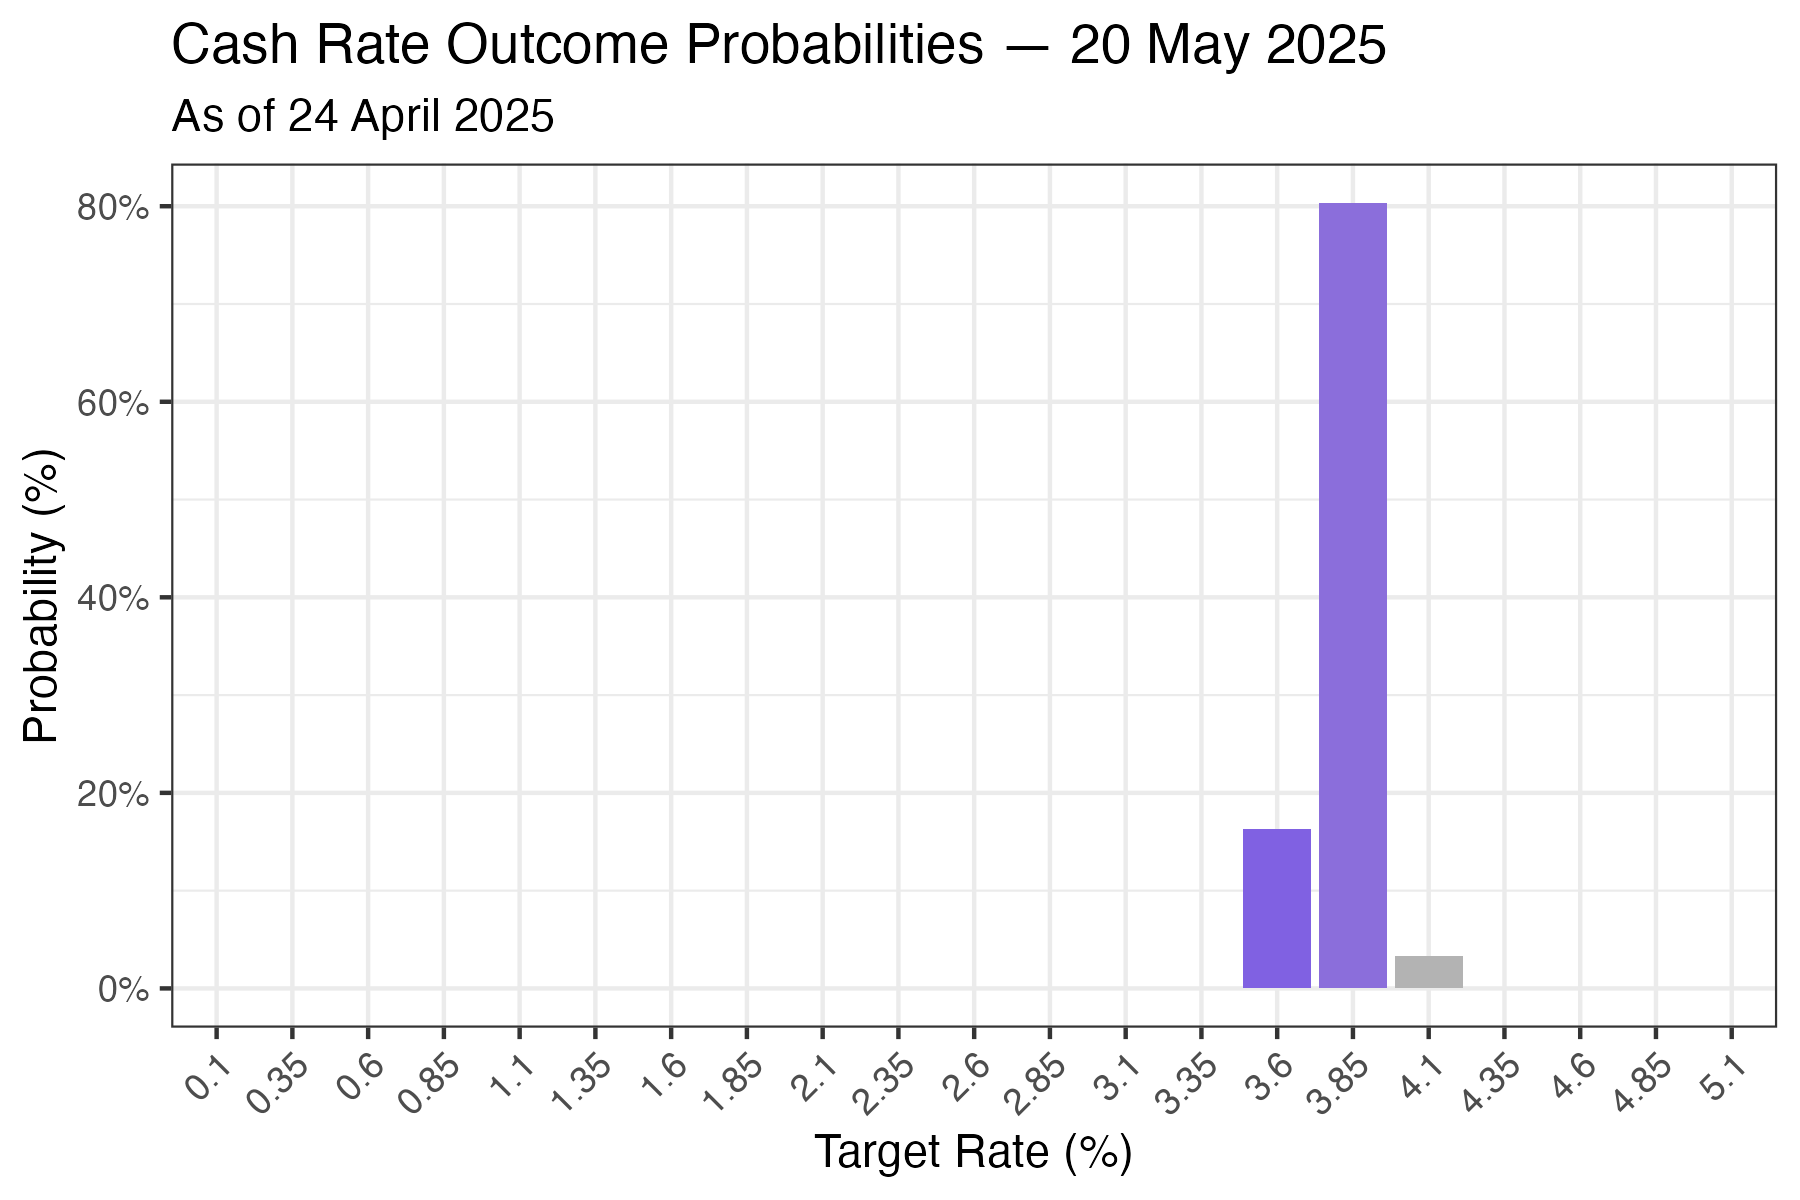 Cash Rate Outcome Probabilities — 20 May 2025
As of 24 April 2025
Probability (%)
80%
60%
40%
20%
0%
0.1 0.35 0.6 0.85 1.1 1.35 1.6 1.85 2.1 2.35 2.6 2.85 3.1 3.35 3.6 3.85 4.1 4.35 4.6 4.85 5.1
Target Rate (%)